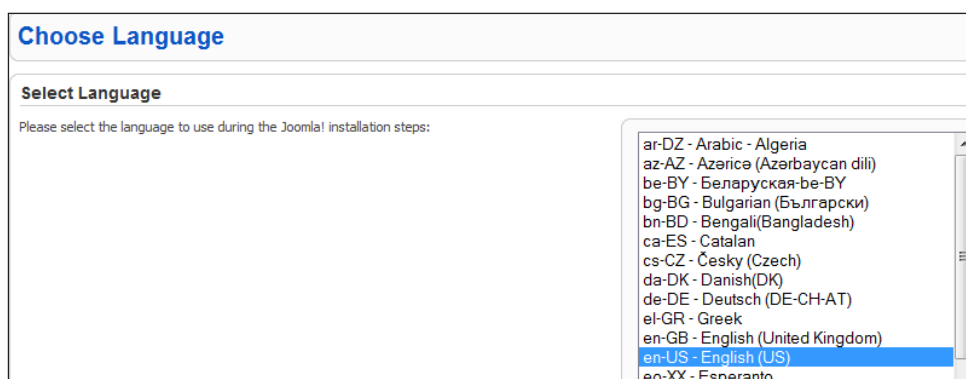 Choose Language
Select Language
Please select the language to use during the Joomla! installation steps:
ar-DZ - Arabic - Algeria
az-AZ - Azəricə (Azərbaycan dili)
be-BY - Беларуская-be-BY
bg-BG - Bulgarian (Български)
bn-BD - Bengali(Bangladesh)
ca-ES - Catalan
cs-CZ - Česky (Czech)
da-DK - Danish(DK)
de-DE - Deutsch (DE-CH-AT)
el-GR - Greek
en-GB - English (United Kingdom)
en-US - English (US)
eo-XX - Esperanto